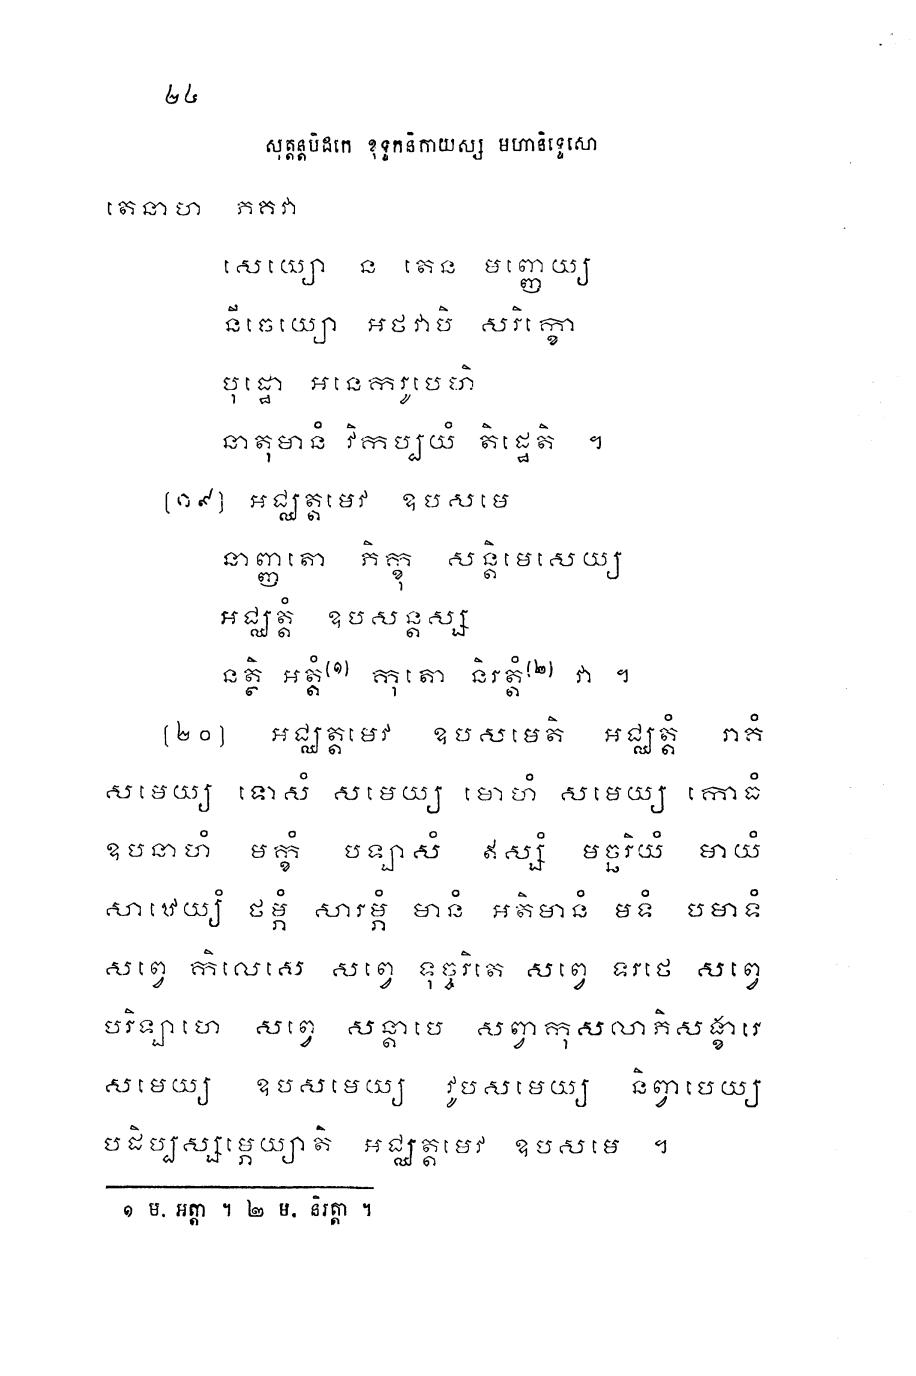 ២៤
សុត្តន្តបិដកេ ខុទ្ទកនិកាយស្ស មហានិទ្ទេសោ
តេនាហ ភគវា
សេយ្យោ ន តេន មញ្ញេយ្យ
នីចេយ្យោ អថវាបិ សរិក្ខោ
បុដ្ឋោ អនេករូបេហិ
នាតុមានំ វិកប្បយំ តិដ្ឋេតិ ។
[១៩] អជ្ឈត្តមេវ ឧបសមេ
នាញ្ញតោ ភិក្ខុ សន្តិមេសេយ្យ
អជ្ឈត្តំ ឧបសន្តស្ស
នត្ថិ អត្តំ(១) កុតោ និរត្តំ(២) វា ។
[២០] អជ្ឈត្តមេវ ឧបសមេតិ អជ្ឈត្តំ រាគំ
សមេយ្យ ទោសំ សមេយ្យ មោហំ សមេយ្យ កោធំ
ឧបនាហំ មក្ខំ បឡាសំ ឥស្សំ មច្ឆរិយំ មាយំ
សាឋេយ្យំ ថម្ភំ សារម្ភំ មានំ អតិមានំ មទំ បមាទំ
សព្វេ កិលេសេ សព្វេ ទុច្ចរិតេ សព្វេ ទរថេ សព្វេ
បរិឡាហេ សព្វេ សន្តាបេ សព្វាកុសលាភិសង្ខារេ
សមេយ្យ ឧបសមេយ្យ វូបសមេយ្យ និព្វាបេយ្យ
បដិប្បស្សម្ភេយ្យាតិ អជ្ឈត្តមេវ ឧបសមេ ។
១ ម. អត្តា ។ ២ ម. និរត្តា ។